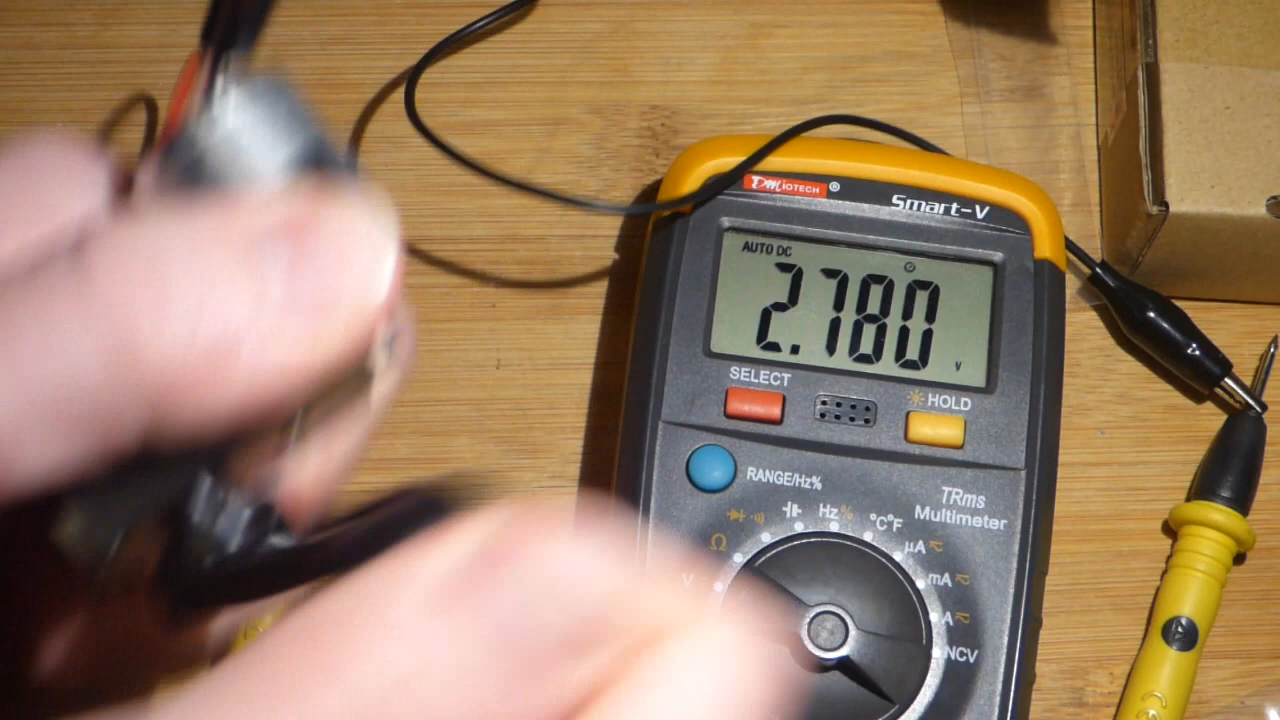 DMiOTECH ®
Smart-V
AUTO DC
2.780
V
SELECT
HOLD
RANGE/Hz%
TRms
Multimeter
Hz%
°C°F
Ω
µA
V
mA
A
NCV